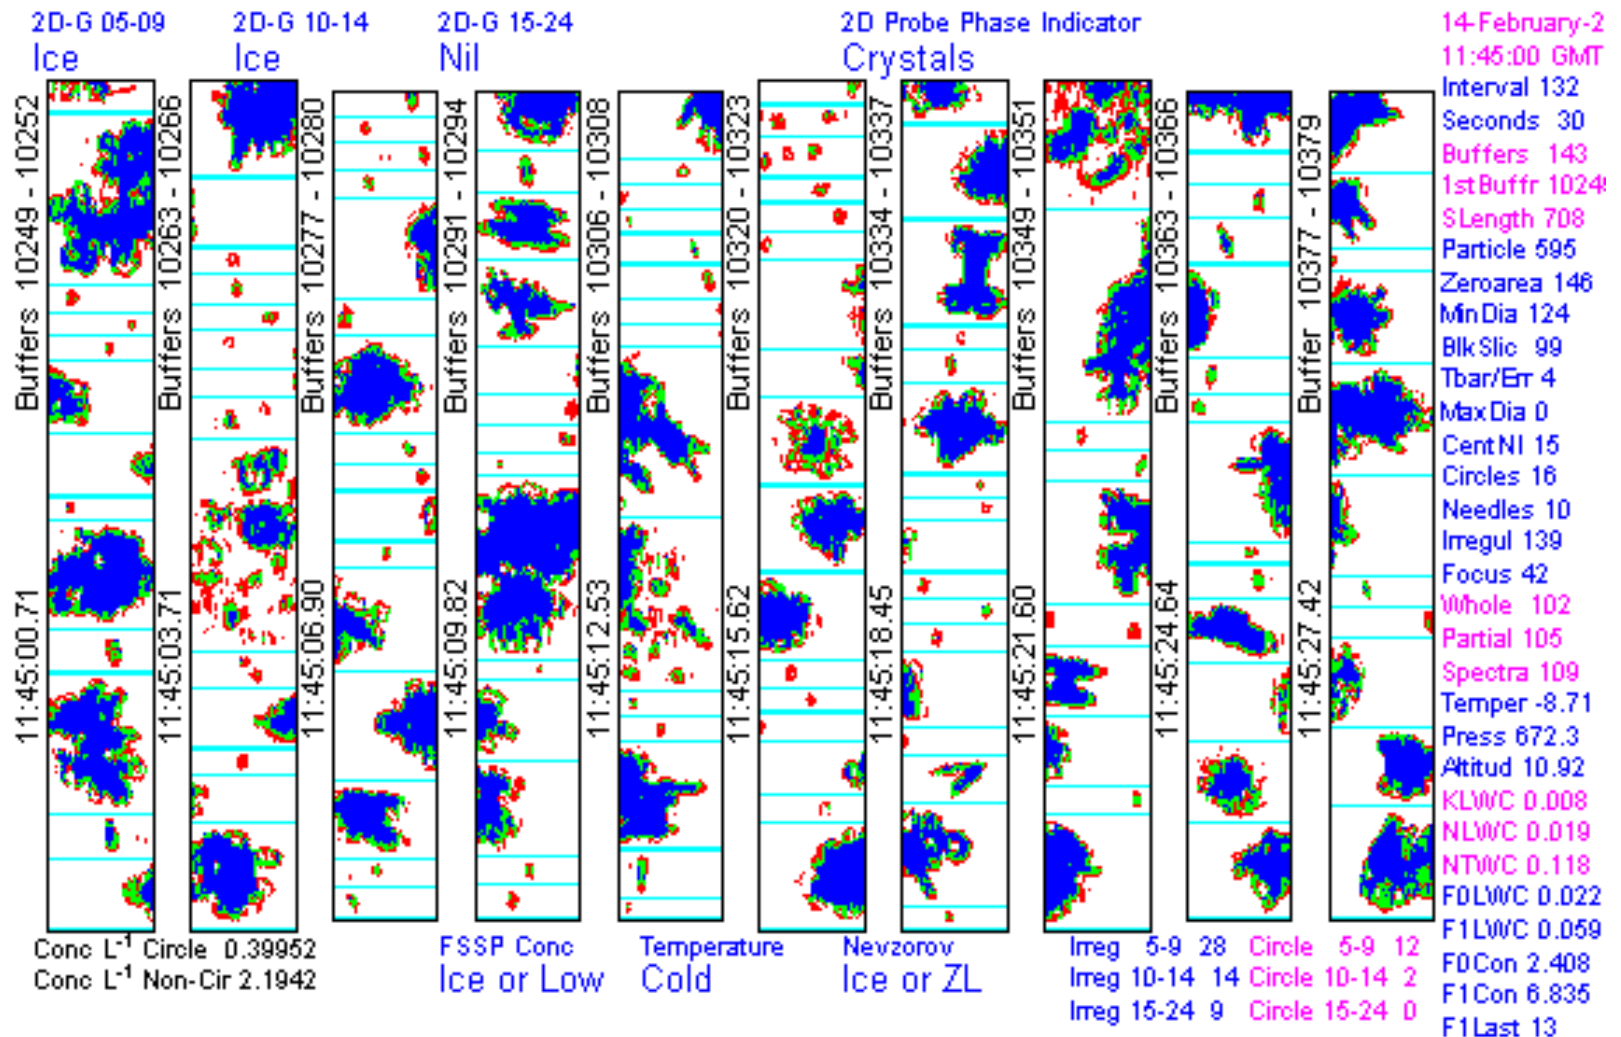 2D-G 05-09
Ice
2D-G 10-14
Ice
2D-G 15-24
Nil
2D Probe Phase Indicator
Crystals
14-February-2
11:45:00 GMT
Interval 132
Seconds 30
Buffers 143
1stBuffr 10249
SLength 708
Particle 595
Zeroarea 146
MinDia 124
BlkSlic 99
Tbar/Err 4
MaxDia 0
CentNI 15
Circles 16
Needles 10
Irregul 139
Focus 42
Whole 102
Partial 105
Spectra 109
Temper -8.71
Press 672.3
Altitud 10.92
KLWC 0.008
NLWC 0.019
NTWC 0.118
F0LWC 0.022
F1LWC 0.059
F0Con 2.408
F1Con 6.835
F1Last 13
11:45:00.71 Buffers 10249 - 10252
11:45:03.71 Buffers 10263 - 10266
11:45:06.90 Buffers 10277 - 10280
11:45:09.82 Buffers 10291 - 10294
11:45:12.53 Buffers 10306 - 10308
11:45:15.62 Buffers 10320 - 10323
11:45:18.45 Buffers 10334 - 10337
11:45:21.60 Buffers 10349 - 10351
11:45:24.64 Buffers 10363 - 10366
11:45:27.42 Buffer 10377 - 10379
Conc L⁻¹ Circle 0.39952
Conc L⁻¹ Non-Cir 2.1942
FSSP Conc
Ice or Low
Temperature
Cold
Nevzorov
Ice or ZL
Irreg 5-9 28 Circle 5-9 12
Irreg 10-14 14 Circle 10-14 2
Irreg 15-24 9 Circle 15-24 0